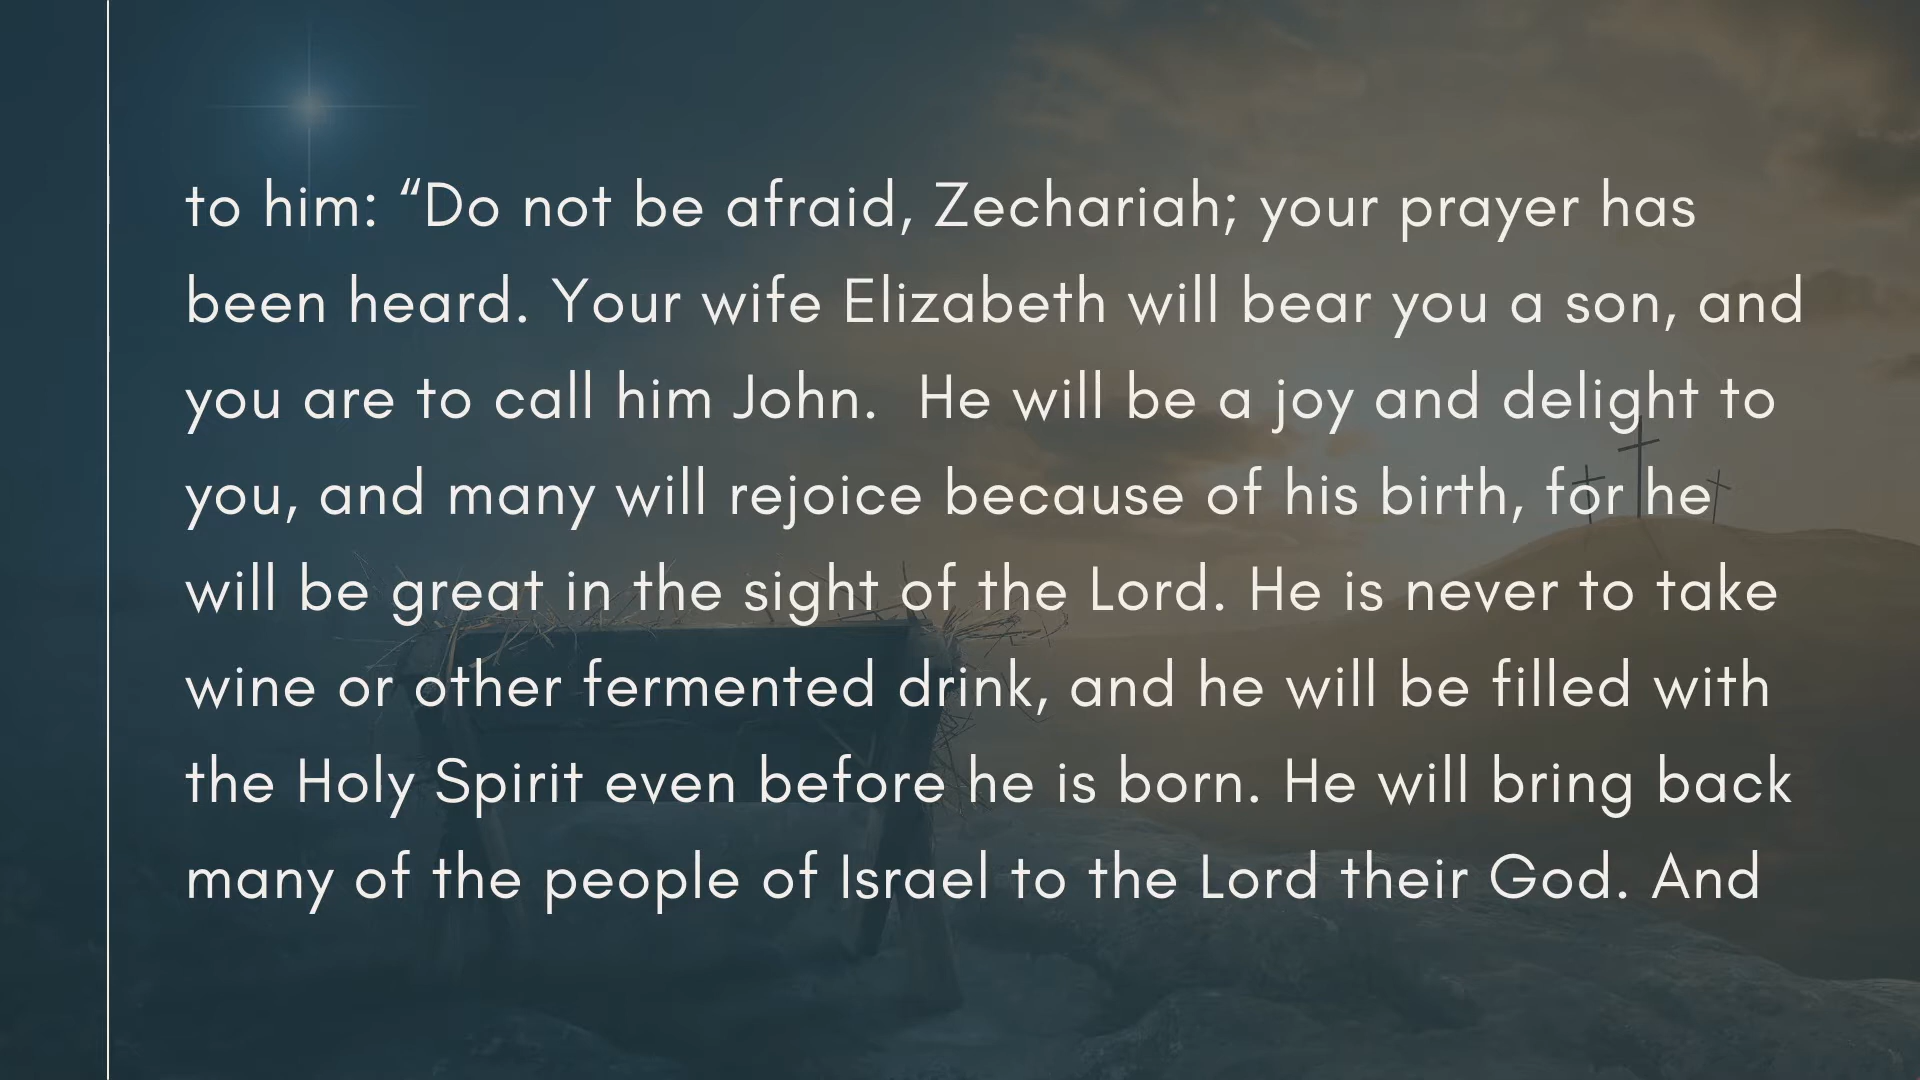 to him: “Do not be afraid, Zechariah; your prayer has
been heard. Your wife Elizabeth will bear you a son, and
you are to call him John.  He will be a joy and delight to
you, and many will rejoice because of his birth, for he
will be great in the sight of the Lord. He is never to take
wine or other fermented drink, and he will be filled with
the Holy Spirit even before he is born. He will bring back
many of the people of Israel to the Lord their God. And